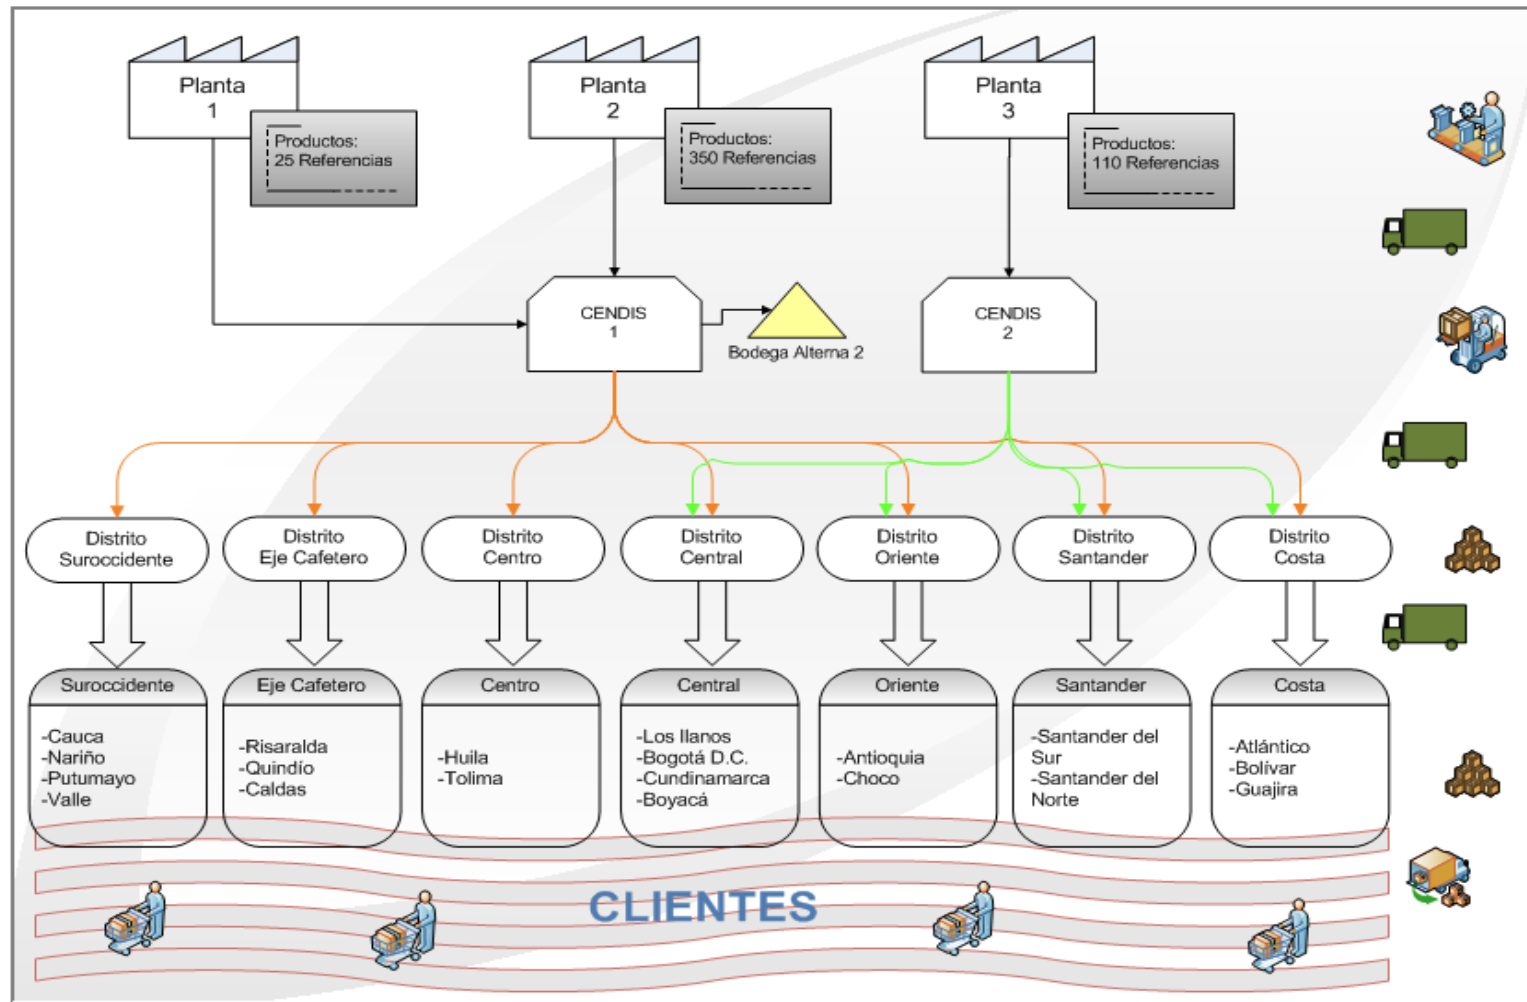 Planta
1
Productos:
25 Referencias
Planta
2
Productos:
350 Referencias
Planta
3
Productos:
110 Referencias
CENDIS
1
Bodega Alterna 2
CENDIS
2
Distrito
Suroccidente
Distrito
Eje Cafetero
Distrito
Centro
Distrito
Central
Distrito
Oriente
Distrito
Santander
Distrito
Costa
Suroccidente
-Cauca
-Nariño
-Putumayo
-Valle
Eje Cafetero
-Risaralda
-Quindío
-Caldas
Centro
-Huila
-Tolima
Central
-Los llanos
-Bogotá D.C.
-Cundinamarca
-Boyacá
Oriente
-Antioquia
-Choco
Santander
-Santander del
Sur
-Santander del
Norte
Costa
-Atlántico
-Bolívar
-Guajira
CLIENTES